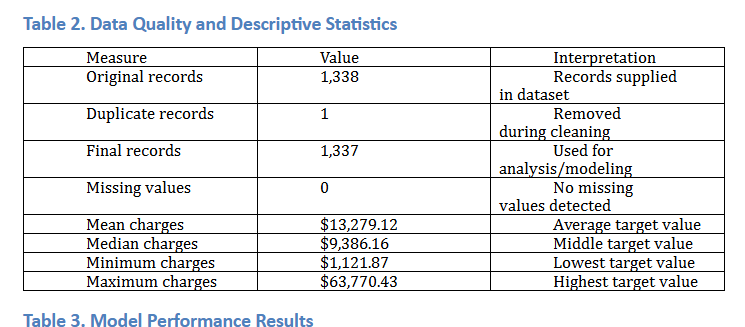 Table 2. Data Quality and Descriptive Statistics
Measure Value Interpretation
Original records 1,338 Records supplied
in dataset
Duplicate records 1 Removed
during cleaning
Final records 1,337 Used for
analysis/modeling
Missing values 0 No missing
values detected
Mean charges $13,279.12 Average target value
Median charges $9,386.16 Middle target value
Minimum charges $1,121.87 Lowest target value
Maximum charges $63,770.43 Highest target value
Table 3. Model Performance Results